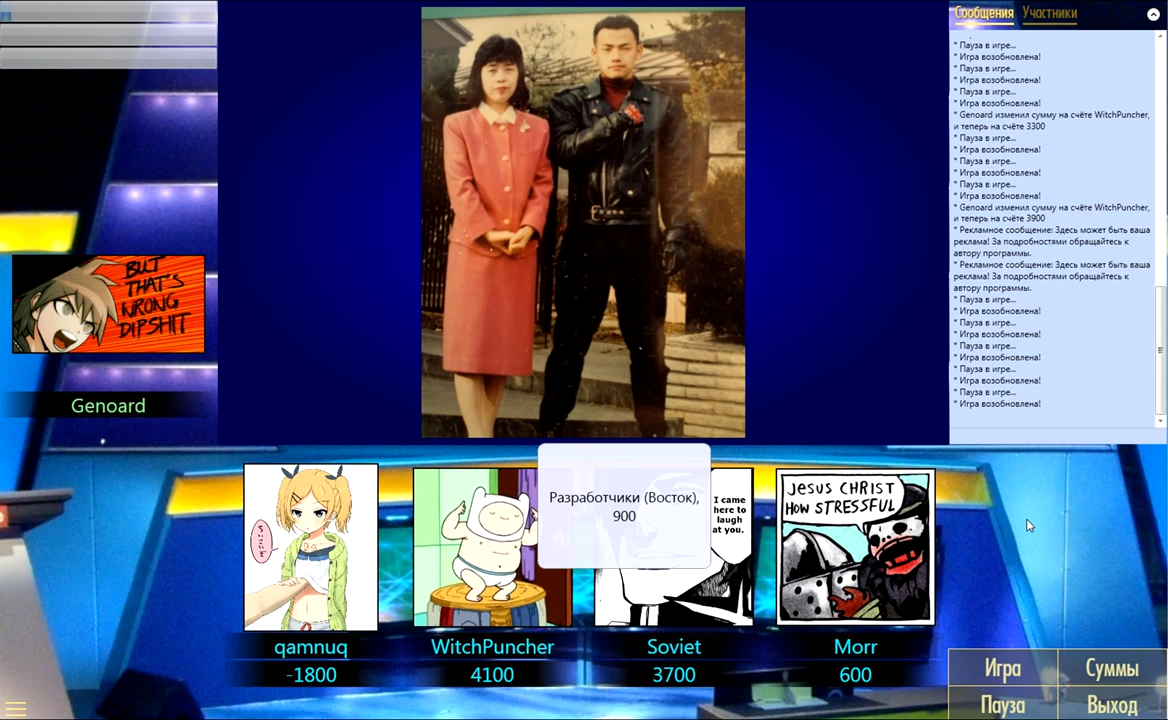 Сообщения Участники
* Пауза в игре...
* Игра возобновлена!
* Пауза в игре...
* Игра возобновлена!
* Пауза в игре...
* Игра возобновлена!
* Genoard изменил сумму на счёте WitchPuncher,
и теперь на счёте 3300
* Пауза в игре...
* Игра возобновлена!
* Пауза в игре...
* Игра возобновлена!
* Пауза в игре...
* Игра возобновлена!
* Genoard изменил сумму на счёте WitchPuncher,
и теперь на счёте 3900
* Рекламное сообщение: Здесь может быть ваша
реклама! За подробностями обращайтесь к
автору программы.
* Рекламное сообщение: Здесь может быть ваша
реклама! За подробностями обращайтесь к
автору программы.
* Пауза в игре...
* Игра возобновлена!
* Пауза в игре...
* Игра возобновлена!
* Пауза в игре...
* Игра возобновлена!
* Пауза в игре...
* Игра возобновлена!
* Пауза в игре...
* Игра возобновлена!
BUT
THAT'S
WRONG
DIPSHIT
Genoard
Разработчики (Восток),
900
I came
here to
laugh
at you.
JESUS CHRIST
HOW STRESSFUL
qamnuq
-1800
WitchPuncher
4100
Soviet
3700
Morr
600
Игра
Суммы
Пауза
Выход